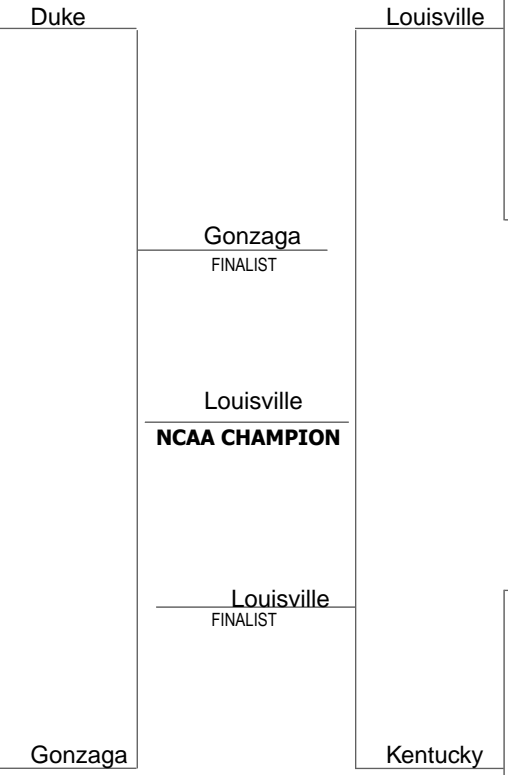 Duke
Louisville
Gonzaga
FINALIST
Louisville
NCAA CHAMPION
Louisville
FINALIST
Gonzaga
Kentucky